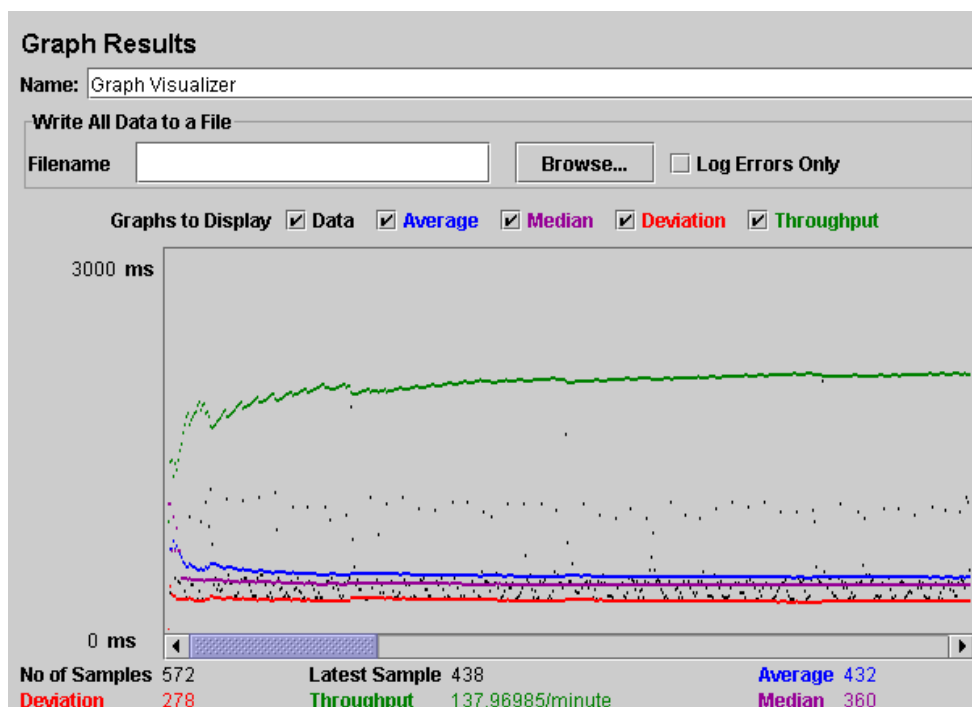 Graph Results
Name: Graph Visualizer
Write All Data to a File
Filename Browse... Log Errors Only
Graphs to Display Data Average Median Deviation Throughput
3000 ms
0 ms
No of Samples 572 Latest Sample 438 Average 432
Deviation 278 Throughput 137.96985/minute Median 360